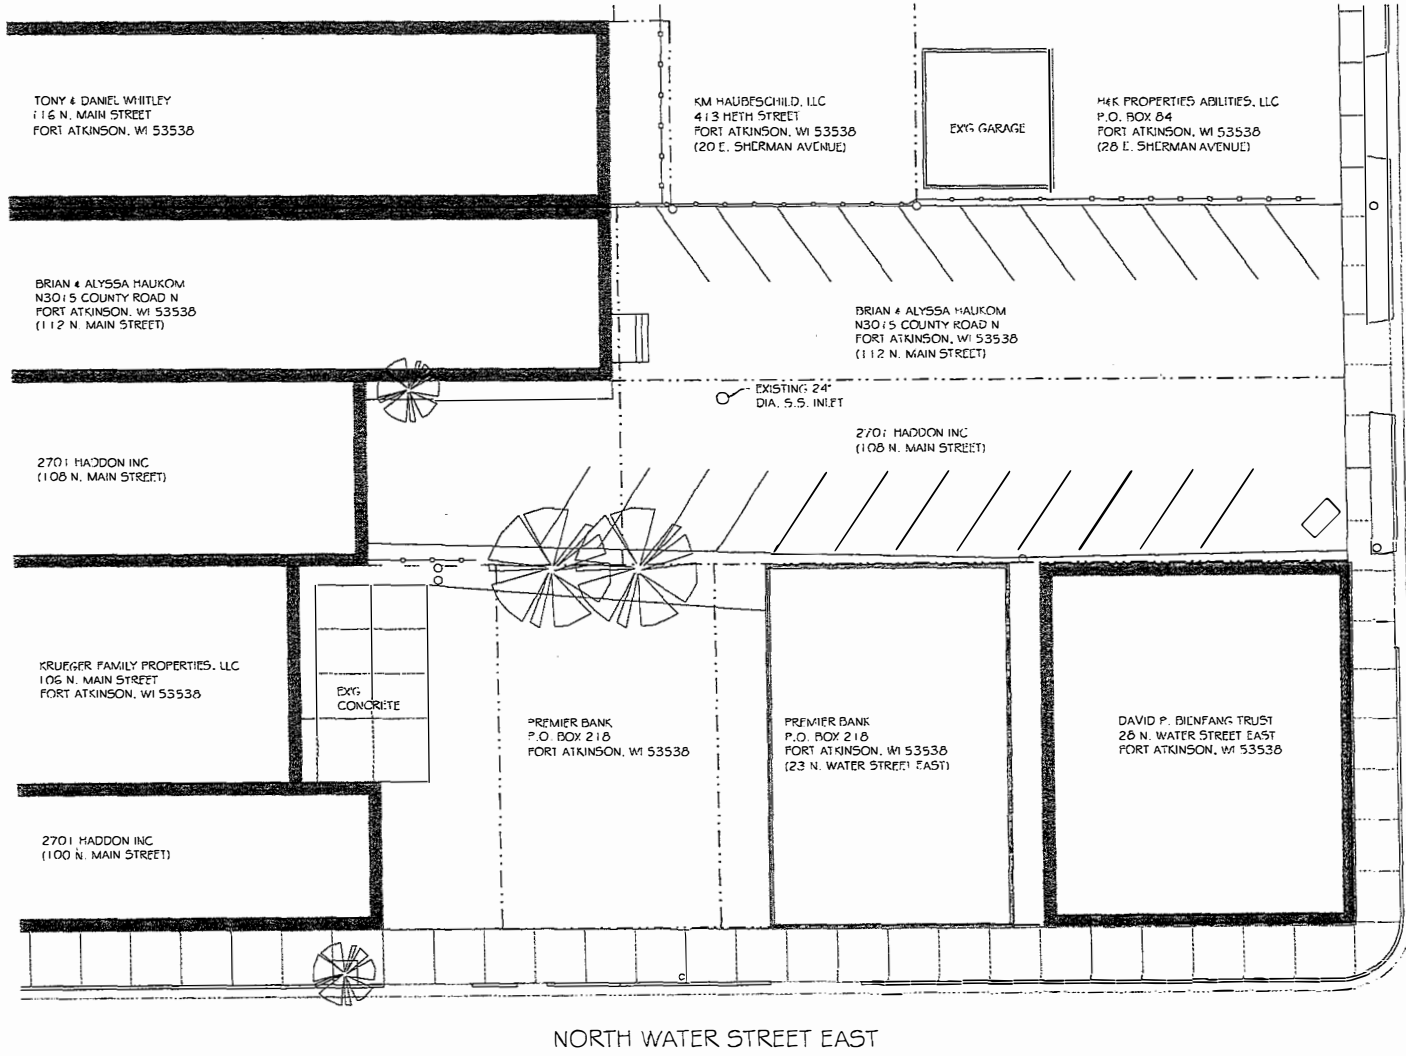 TONY & DANIEL WHITLEY
116 N. MAIN STREET
FORT ATKINSON, WI 53538
KM HAUBESCHILD, LLC
413 HETH STREET
FORT ATKINSON, WI 53538
(20 E. SHERMAN AVENUE)
EX'G GARAGE
H&K PROPERTIES ABILITIES, LLC
P.O. BOX 84
FORT ATKINSON, WI 53538
(28 E. SHERMAN AVENUE)
BRIAN & ALYSSA HAUKOM
N3015 COUNTY ROAD N
FORT ATKINSON, WI 53538
(112 N. MAIN STREET)
BRIAN & ALYSSA HAUKOM
N3015 COUNTY ROAD N
FORT ATKINSON, WI 53538
(112 N. MAIN STREET)
EXISTING 24"
DIA. S.S. INLET
2701 HADDON INC
(108 N. MAIN STREET)
2701 HADDON INC
(108 N. MAIN STREET)
KRUEGER FAMILY PROPERTIES, LLC
106 N. MAIN STREET
FORT ATKINSON, WI 53538
EX'G
CONCRETE
PREMIER BANK
P.O. BOX 218
FORT ATKINSON, WI 53538
PREMIER BANK
P.O. BOX 218
FORT ATKINSON, WI 53538
(23 N. WATER STREET EAST)
DAVID P. BIENFANG TRUST
28 N. WATER STREET EAST
FORT ATKINSON, WI 53538
2701 HADDON INC
(100 N. MAIN STREET)
C
NORTH WATER STREET EAST